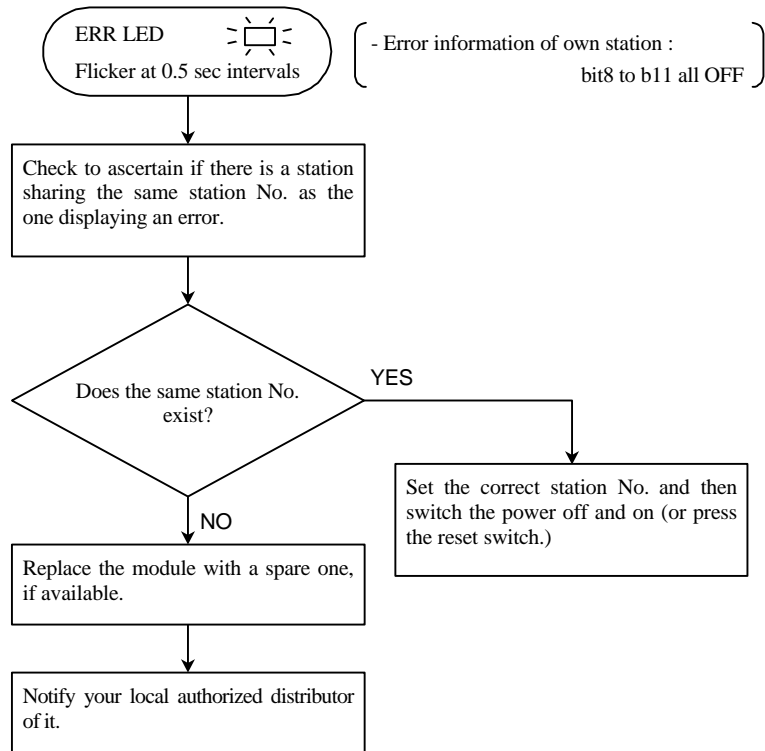 ERR LED
Flicker at 0.5 sec intervals
- Error information of own station :
bit8 to b11 all OFF
Check to ascertain if there is a station
sharing the same station No. as the
one displaying an error.
Does the same station No.
exist?
YES
Set the correct station No. and then
switch the power off and on (or press
the reset switch.)
NO
Replace the module with a spare one,
if available.
Notify your local authorized distributor
of it.